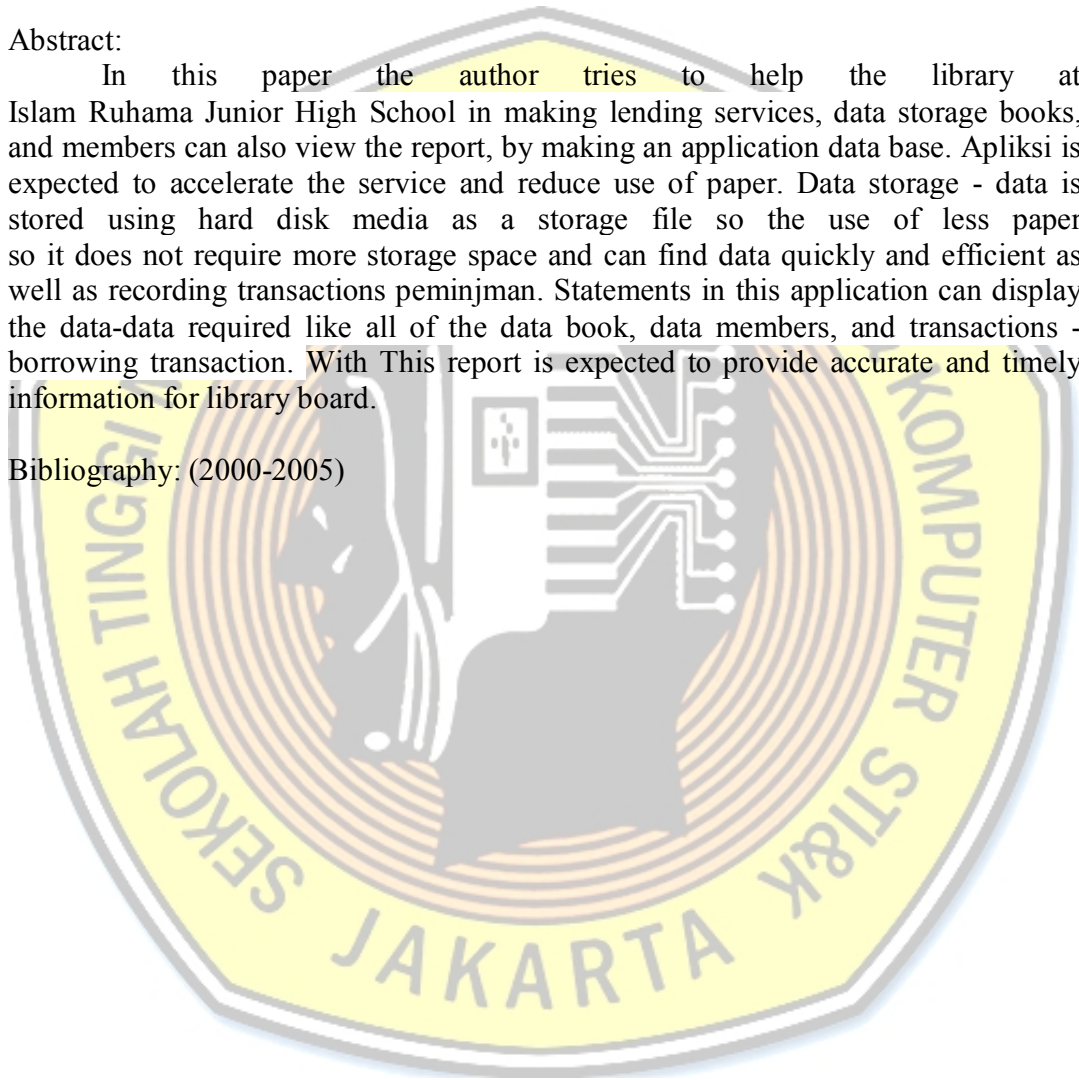 Abstract:
In this paper the author tries to help the library at
Islam Ruhama Junior High School in making lending services, data storage books,
and members can also view the report, by making an application data base. Apliksi is
expected to accelerate the service and reduce use of paper. Data storage - data is
stored using hard disk media as a storage file so the use of less paper
so it does not require more storage space and can find data quickly and efficient as
well as recording transactions peminjman. Statements in this application can display
the data-data required like all of the data book, data members, and transactions -
borrowing transaction. With This report is expected to provide accurate and timely
information for library board.
Bibliography: (2000-2005)
SEKOLAH TINGGI
KOMPUTER STI&K
JAKARTA